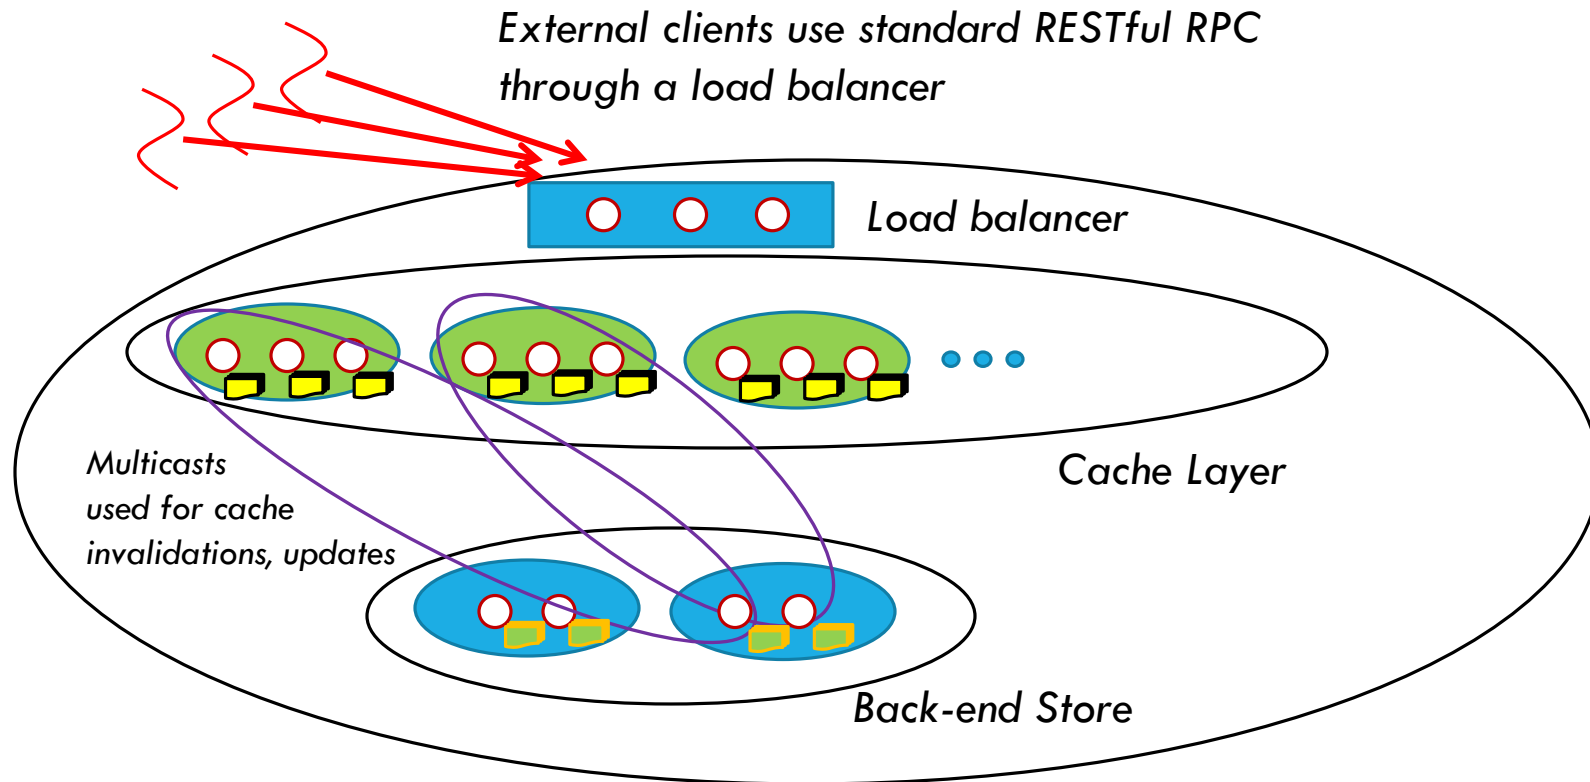 External clients use standard RESTful RPC
through a load balancer
Load balancer
Cache Layer
Multicasts
used for cache
invalidations, updates
Back-end Store